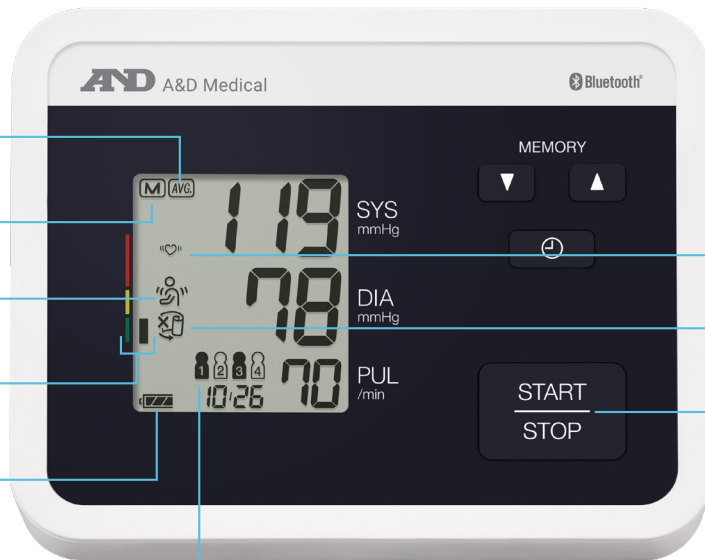 AND A&D Medical
Bluetooth®
MEMORY
M AVG.
119
SYS
mmHg
78
DIA
mmHg
1 2 3 4
10/26
70
PUL
/min
START
STOP